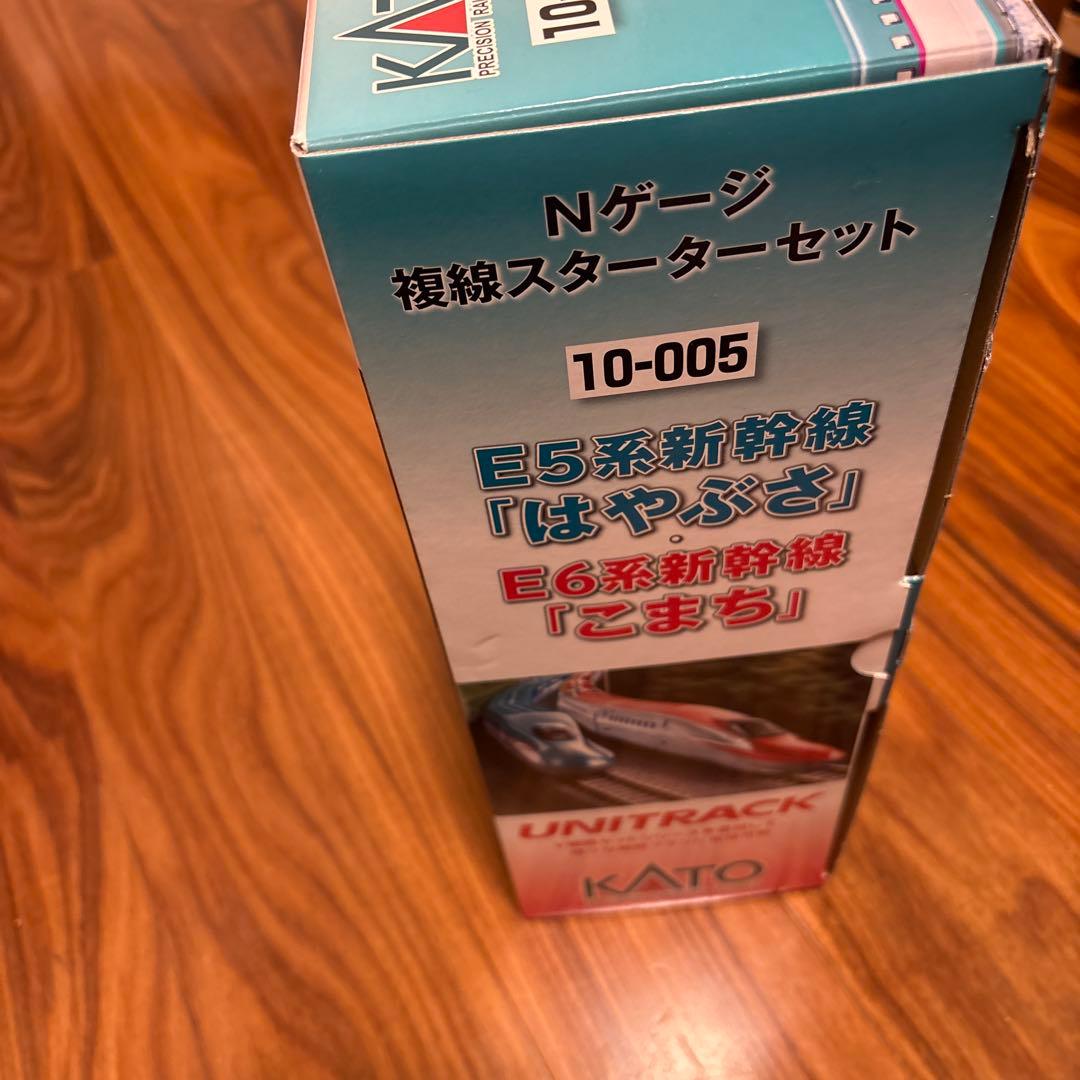 KAT
PRECISION RAI
10-
Nゲージ
複線スターターセット
10-005
E5系新幹線
「はやぶさ」
・
E6系新幹線
「こまち」
UNITRACK
KATO